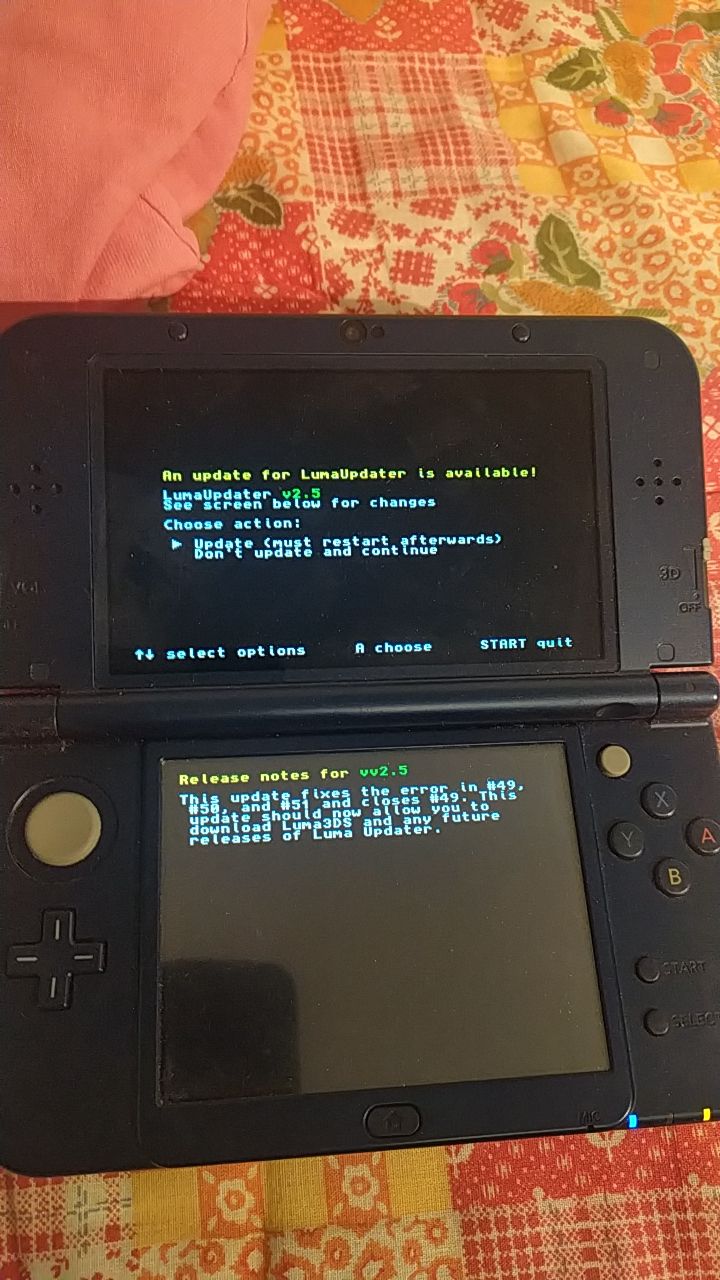 An update for LumaUpdater is available!
LumaUpdater v2.5
See screen below for changes
Choose action:
► Update (must restart afterwards)
Don't update and continue
↑↓ select options A choose START quit
3D
OFF
Release notes for vv2.5
This update fixes the error in #49,
#50, and #51 and closes #49. This
update should now allow you to
download Luma3DS and any future
releases of Luma Updater.
X
Y
A
B
START
SELECT
MIC